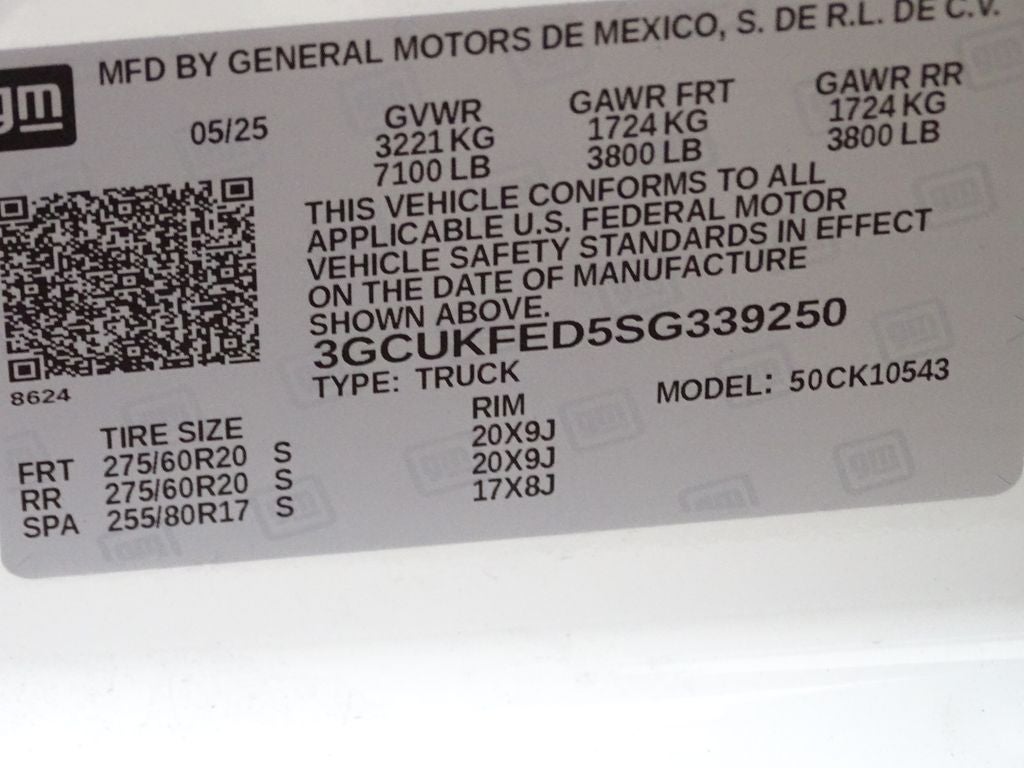 MFD BY GENERAL MOTORS DE MEXICO, S. DE R.L. DE C.V.
gm
05/25
GVWR
3221 KG
7100 LB
GAWR FRT
1724 KG
3800 LB
GAWR RR
1724 KG
3800 LB
THIS VEHICLE CONFORMS TO ALL
APPLICABLE U.S. FEDERAL MOTOR
VEHICLE SAFETY STANDARDS IN EFFECT
ON THE DATE OF MANUFACTURE
SHOWN ABOVE.
3GCUKFED5SG339250
TYPE: TRUCK
MODEL: 50CK10543
8624
TIRE SIZE RIM
FRT 275/60R20 S 20X9J
RR 275/60R20 S 20X9J
SPA 255/80R17 S 17X8J